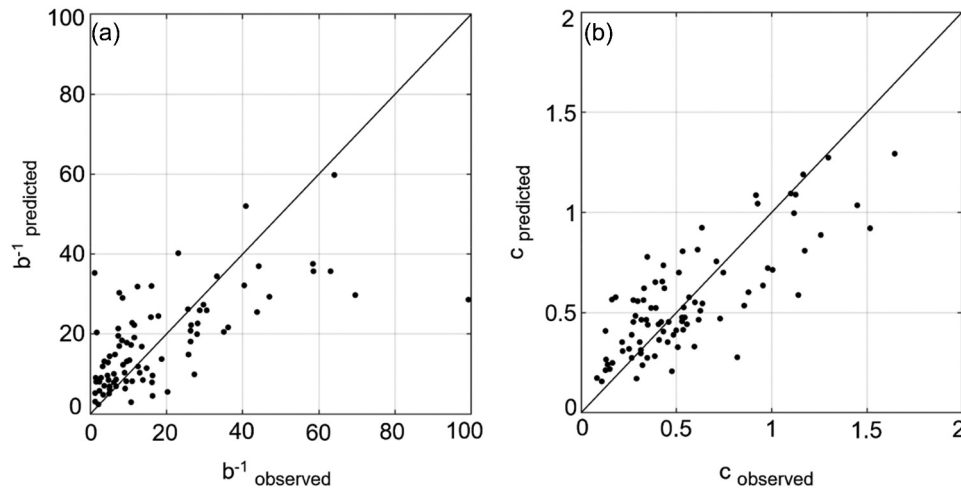 (a)
100
80
60
40
20
0
0 20 40 60 80 100
b⁻¹ predicted
b⁻¹ observed
(b)
2
1.5
1
0.5
0
0 0.5 1 1.5 2
c predicted
c observed